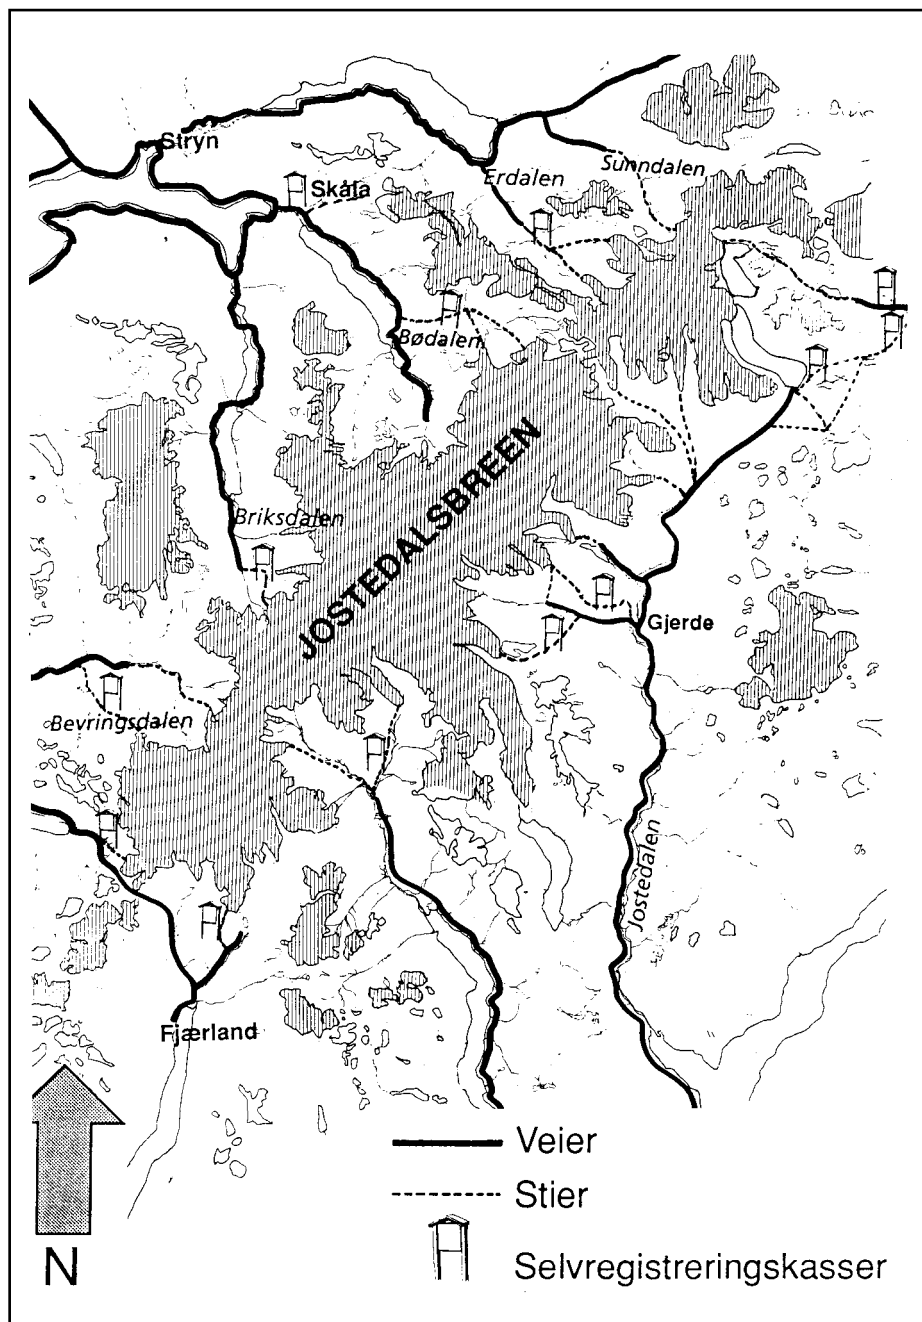 Stryn
Skåla
Erdalen
Sunndalen
Bødalen
JOSTEDALSBREEN
Briksdalen
Gjerde
Bevringsdalen
Jostedalen
Fjærland
N
Veier
Stier
Selvregistreringskasser